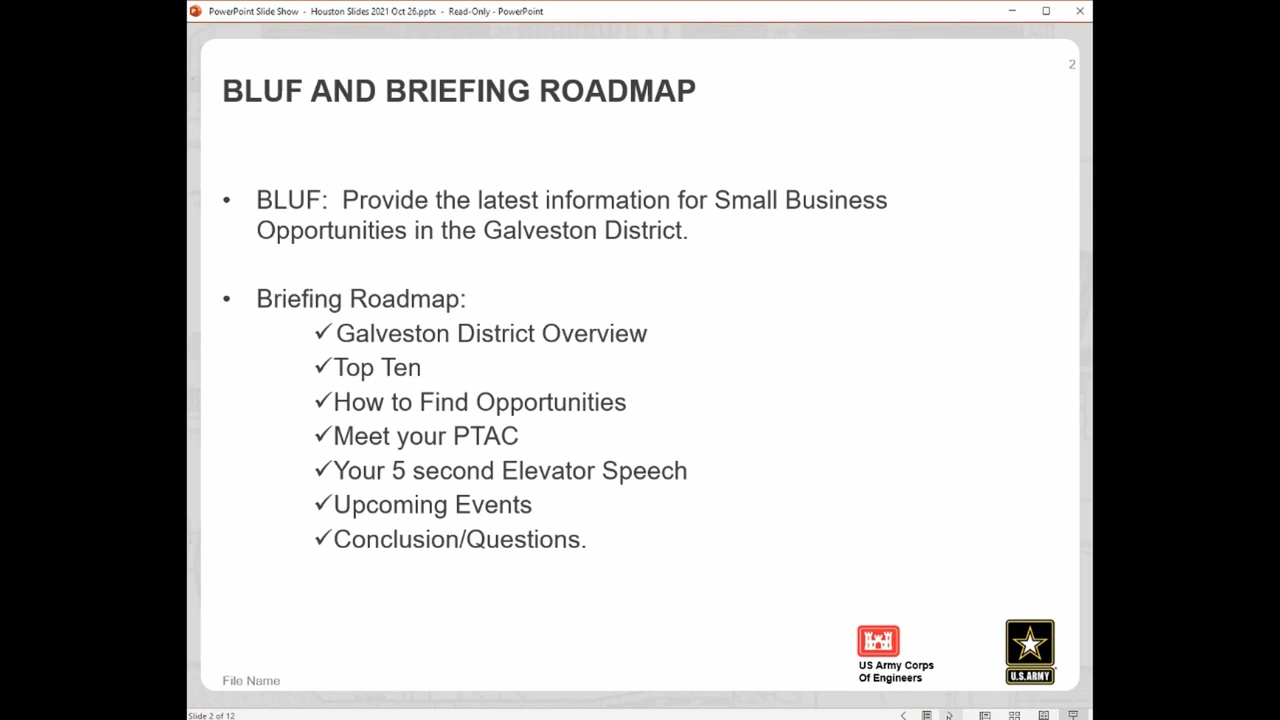 PowerPoint Slide Show - Houston Slides 2021 Oct 26.pptx - Read-Only - PowerPoint
2
BLUF AND BRIEFING ROADMAP
• BLUF: Provide the latest information for Small Business
Opportunities in the Galveston District.
• Briefing Roadmap:
✓Galveston District Overview
✓Top Ten
✓How to Find Opportunities
✓Meet your PTAC
✓Your 5 second Elevator Speech
✓Upcoming Events
✓Conclusion/Questions.
US Army Corps
Of Engineers
U.S.ARMY
File Name
Slide 2 of 12